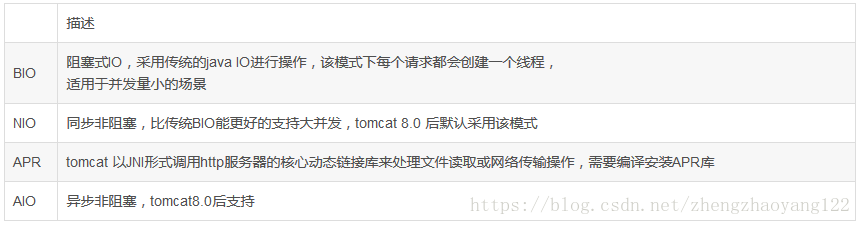 描述
BIO
阻塞式IO，采用传统的java IO进行操作，该模式下每个请求都会创建一个线程，
适用于并发量小的场景
NIO
同步非阻塞，比传统BIO能更好的支持大并发，tomcat 8.0 后默认采用该模式
APR
tomcat 以JNI形式调用http服务器的核心动态链接库来处理文件读取或网络传输操作，需要编译安装APR库
AIO
异步非阻塞，tomcat8.0后支持
https://blog.csdn.net/zhengzhaoyang122